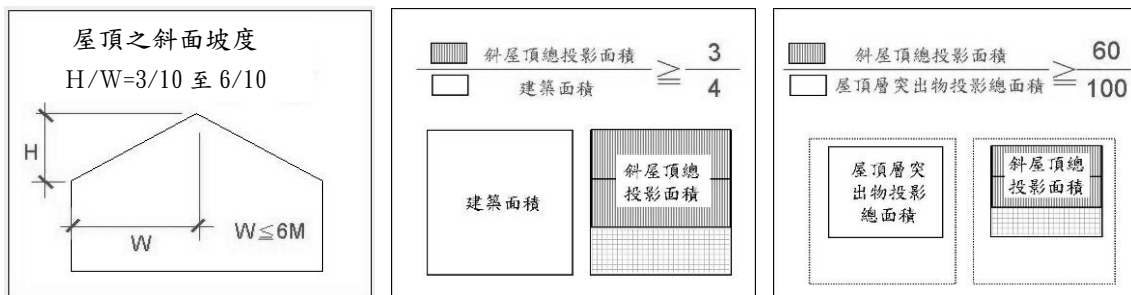 屋頂之斜面坡度
H/W=3/10 至 6/10
H
W
W≦6M
斜屋頂總投影面積
建築面積
≧
3
4
建築面積
斜屋頂總
投影面積
斜屋頂總投影面積
屋頂層突出物投影總面積
≧
60
100
屋頂層突
出物投影
總面積
斜屋頂總
投影面積